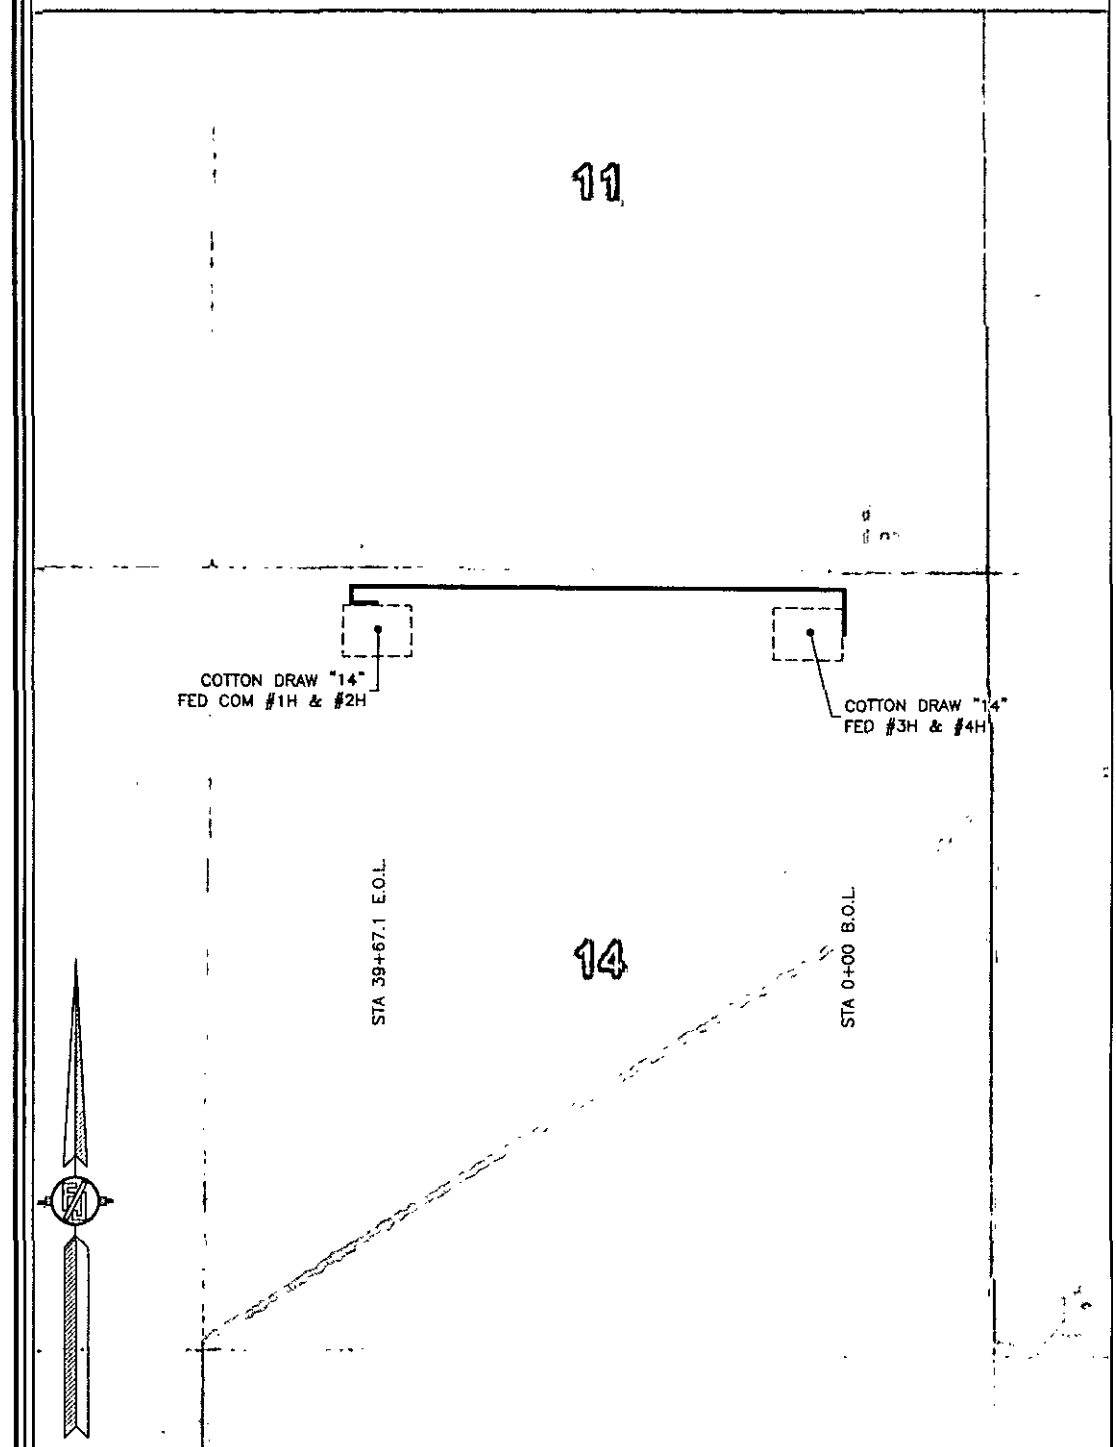 11
COTTON DRAW "14"
FED COM #1H & #2H
COTTON DRAW "14"
FED #3H & #4H
STA 39+67.1 E.O.L.
STA 0+00 B.O.L.
14